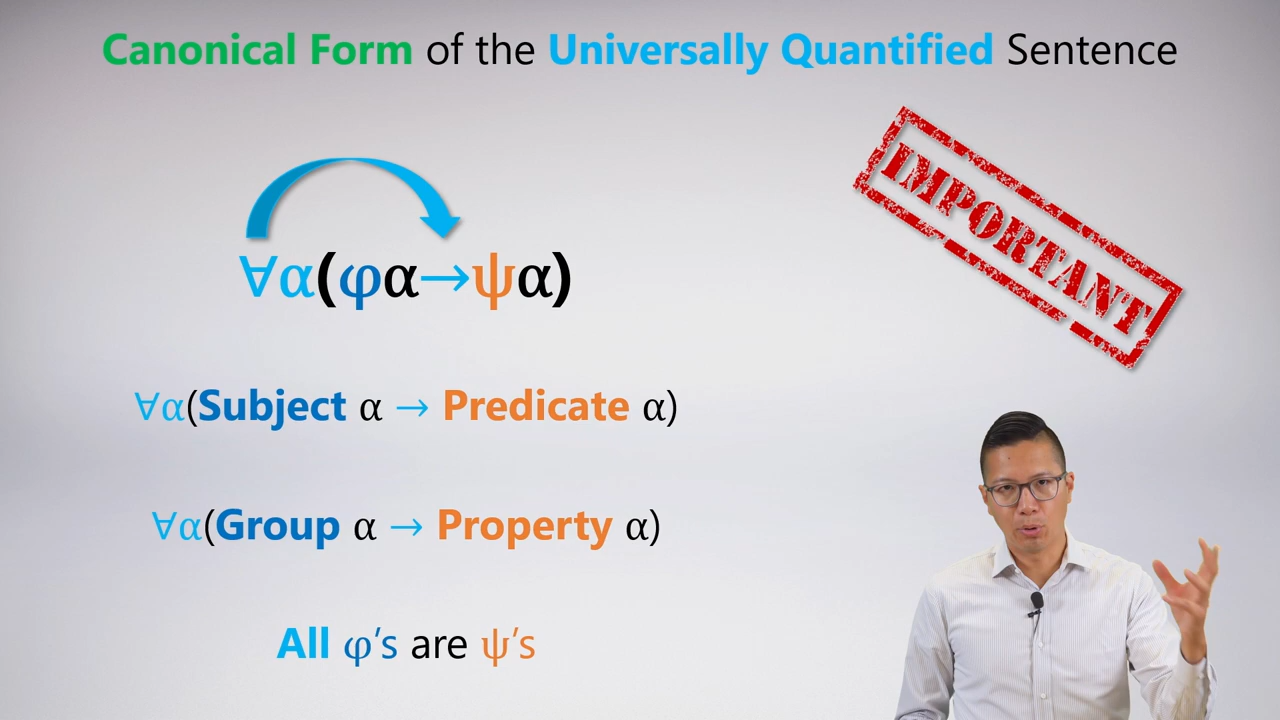 Canonical Form of the Universally Quantified Sentence
IMPORTANT
∀α(φα→ψα)
∀α(Subject α → Predicate α)
∀α(Group α → Property α)
All φ’s are ψ’s